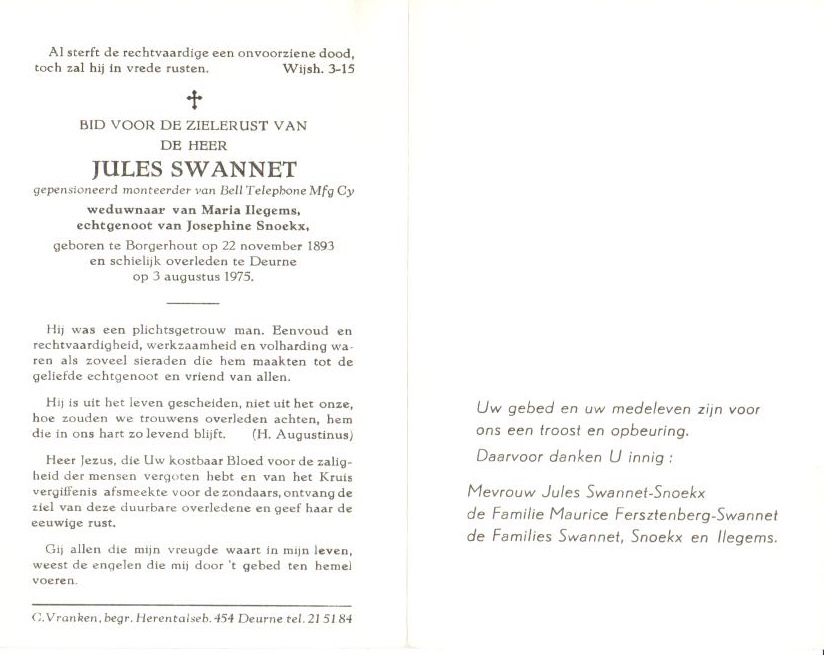 Al sterft de rechtvaardige een onvoorziene dood,
toch zal hij in vrede rusten. Wijsh. 3-15
BID VOOR DE ZIELERUST VAN
DE HEER
JULES SWANNET
gepensioneerd monteerder van Bell Telephone Mfg Cy
weduwnaar van Maria Ilegems,
echtgenoot van Josephine Snoekx,
geboren te Borgerhout op 22 november 1893
en schielijk overleden te Deurne
op 3 augustus 1975.
Hij was een plichtsgetrouw man. Eenvoud en
rechtvaardigheid, werkzaamheid en volharding wa-
ren als zoveel sieraden die hem maakten tot de
geliefde echtgenoot en vriend van allen.
Hij is uit het leven gescheiden, niet uit het onze,
hoe zouden we trouwens overleden achten, hem
die in ons hart zo levend blijft. (H. Augustinus)
Heer Jezus, die Uw kostbaar Bloed voor de zalig-
heid der mensen vergoten hebt en van het Kruis
vergiffenis afsmeekte voor de zondaars, ontvang de
ziel van deze duurbare overledene en geef haar de
eeuwige rust.
Gij allen die mijn vreugde waart in mijn leven,
weest de engelen die mij door 't gebed ten hemel
voeren.
C. Vranken, begr. Herentalseb. 454 Deurne tel. 21 51 84
Uw gebed en uw medeleven zijn voor
ons een troost en opbeuring.
Daarvoor danken U innig :
Mevrouw Jules Swannet-Snoekx
de Familie Maurice Fersztenberg-Swannet
de Families Swannet, Snoekx en Ilegems.